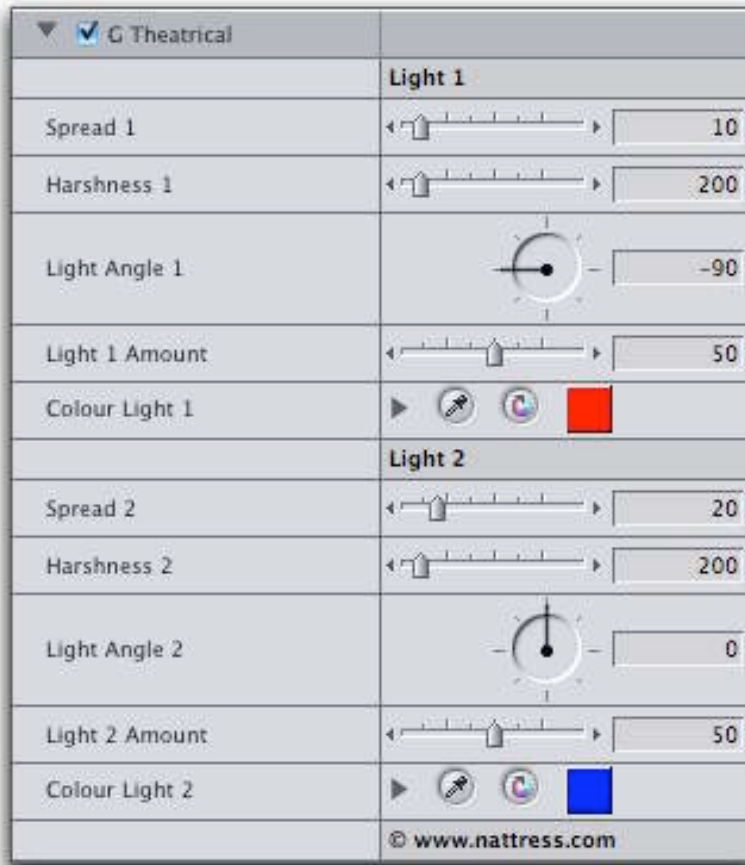 G Theatrical
Light 1
Spread 1 10
Harshness 1 200
Light Angle 1 -90
Light 1 Amount 50
Colour Light 1
Light 2
Spread 2 20
Harshness 2 200
Light Angle 2 0
Light 2 Amount 50
Colour Light 2
© www.nattress.com